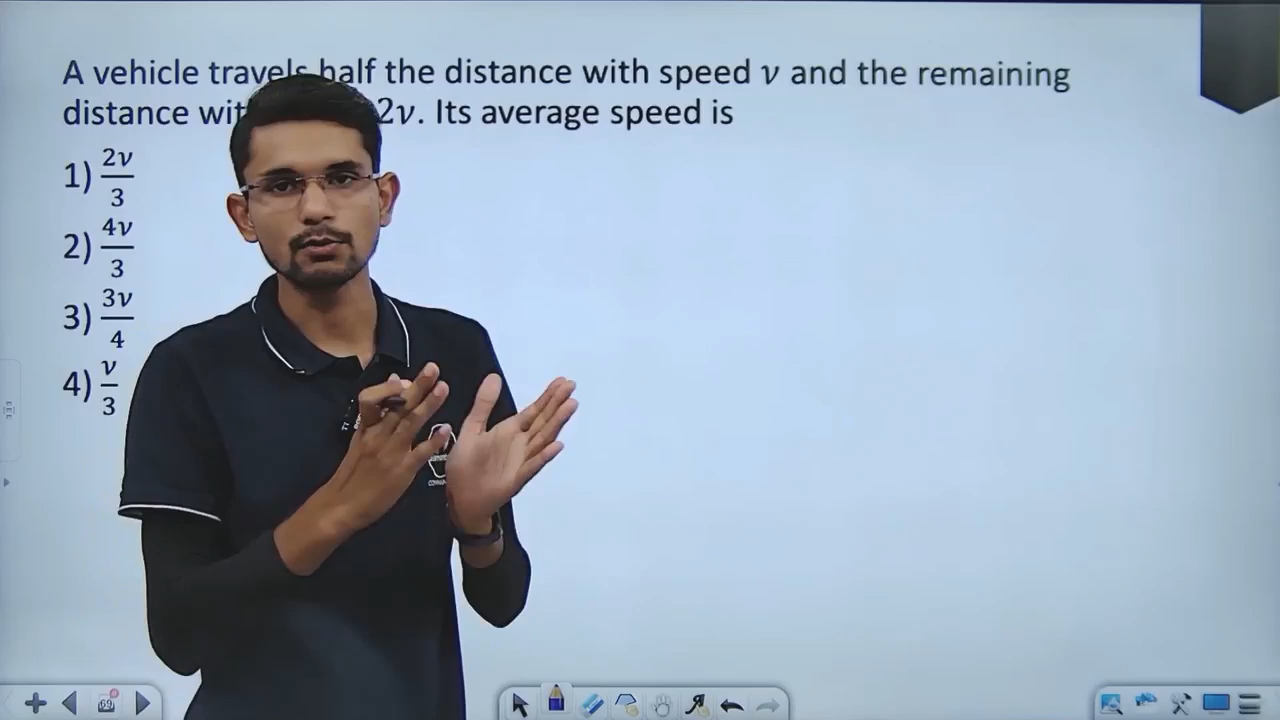 A vehicle travels half the distance with speed v and the remaining
distance 2v. Its average speed is
1) 2v/3
2) 4v/3
3) 3v/4
4) v/3
69